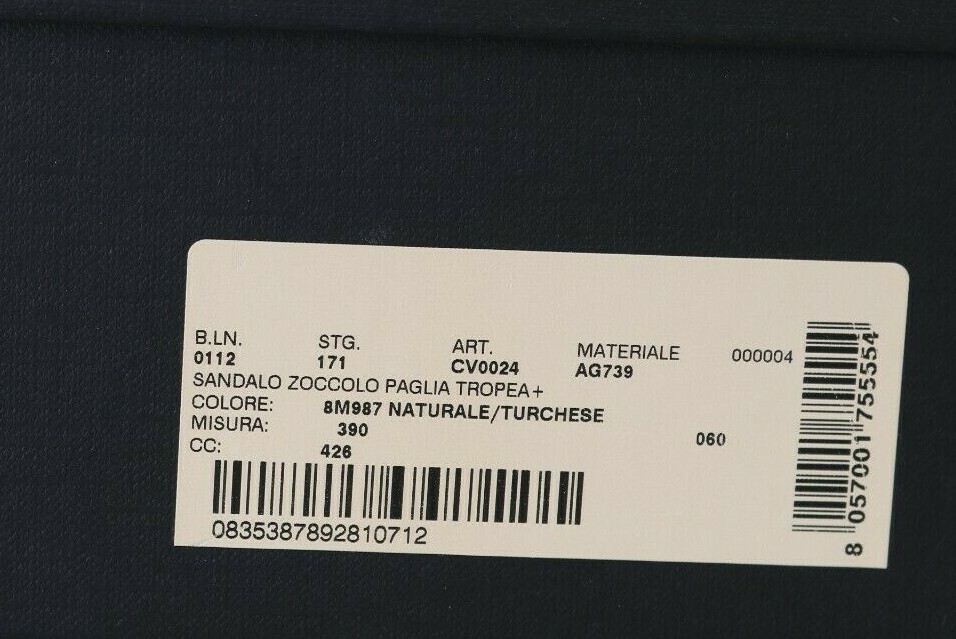 B.LN. STG. ART. MATERIALE 000004
0112 171 CV0024 AG739
SANDALO ZOCCOLO PAGLIA TROPEA+
COLORE: 8M987 NATURALE/TURCHESE
MISURA: 390 060
CC: 426
0835387892810712
8 057001 755554